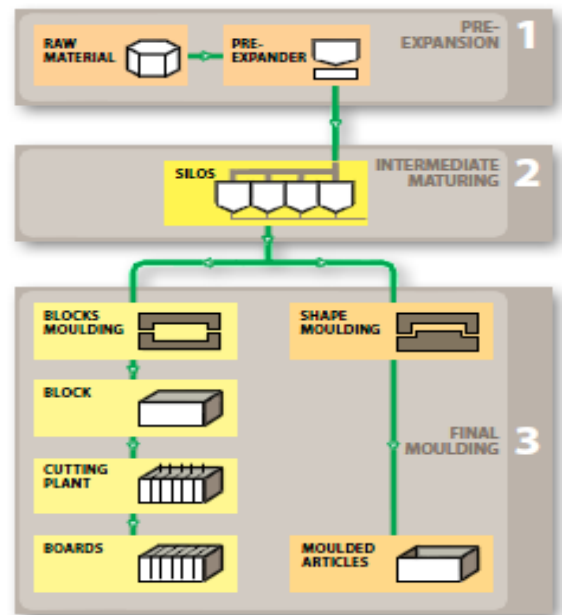 RAW
MATERIAL
PRE-
EXPANDER
PRE-
EXPANSION
1
SILOS
INTERMEDIATE
MATURING
2
BLOCKS
MOULDING
BLOCK
CUTTING
PLANT
BOARDS
SHAPE
MOULDING
MOULDED
ARTICLES
FINAL
MOULDING
3